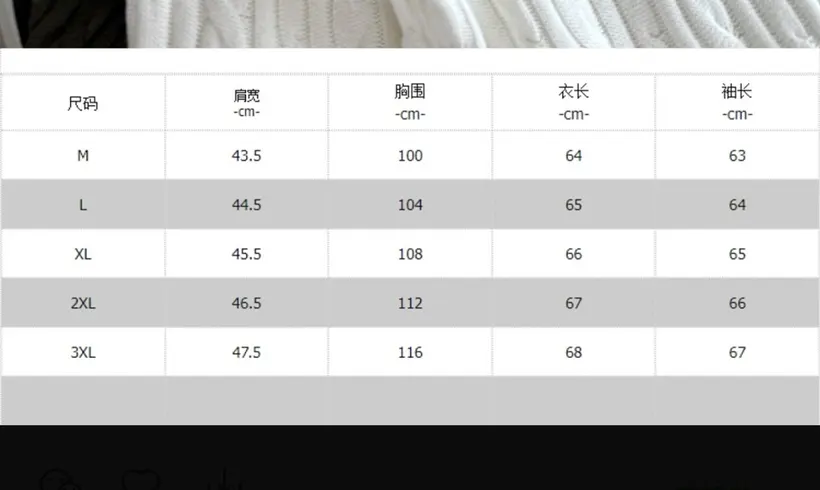 尺码 肩宽 胸围 衣长 袖长
-cm- -cm- -cm- -cm-
M 43.5 100 64 63
L 44.5 104 65 64
XL 45.5 108 66 65
2XL 46.5 112 67 66
3XL 47.5 116 68 67